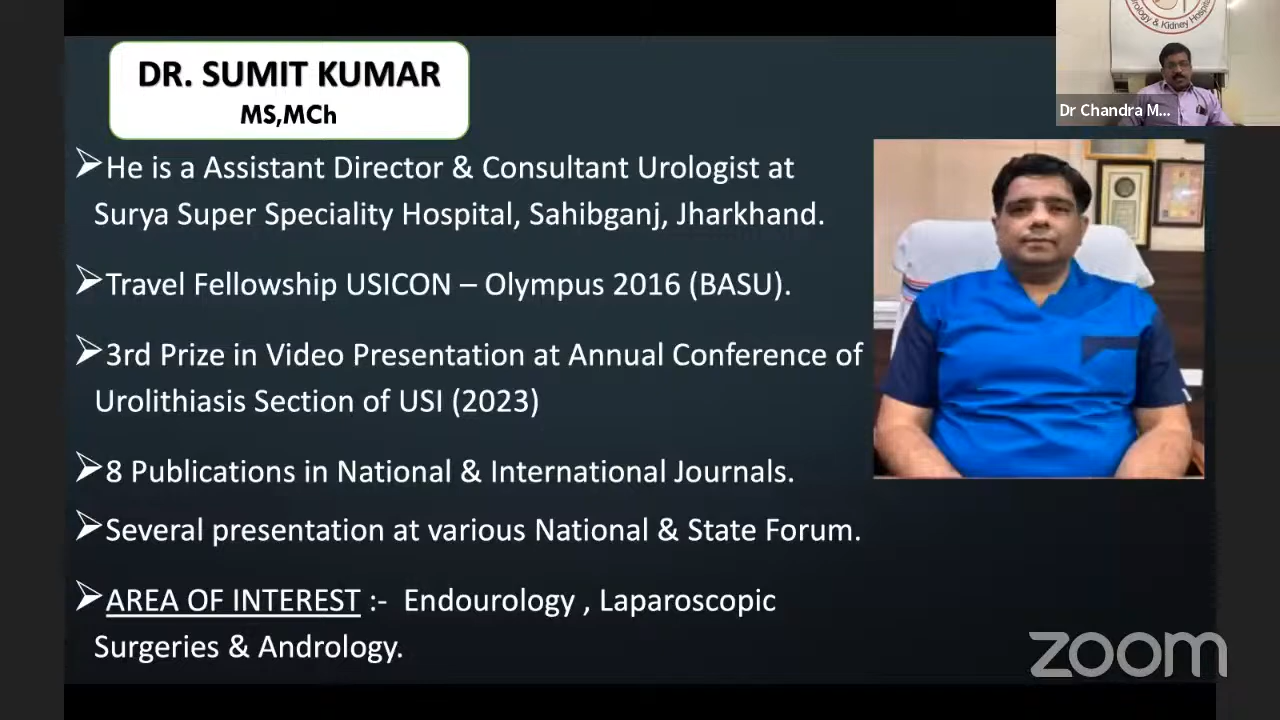 DR. SUMIT KUMAR
MS,MCh
He is a Assistant Director & Consultant Urologist at
Surya Super Speciality Hospital, Sahibganj, Jharkhand.
Travel Fellowship USICON – Olympus 2016 (BASU).
3rd Prize in Video Presentation at Annual Conference of
Urolithiasis Section of USI (2023)
8 Publications in National & International Journals.
Several presentation at various National & State Forum.
AREA OF INTEREST :- Endourology , Laparoscopic
Surgeries & Andrology.
& Kidney
Dr Chandra M...
zoom